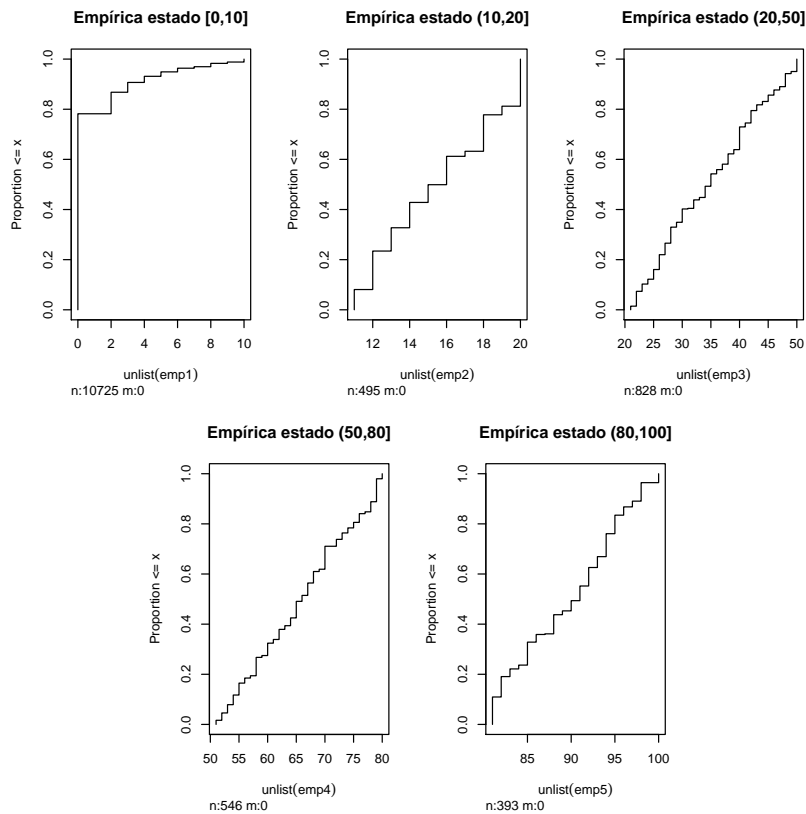 Empírica estado [0,10]
Proportion <= x
0.0 0.2 0.4 0.6 0.8 1.0
0 2 4 6 8 10
unlist(emp1)
n:10725 m:0
Empírica estado (10,20]
Proportion <= x
0.0 0.2 0.4 0.6 0.8 1.0
12 14 16 18 20
unlist(emp2)
n:495 m:0
Empírica estado (20,50]
Proportion <= x
0.0 0.2 0.4 0.6 0.8 1.0
20 25 30 35 40 45 50
unlist(emp3)
n:828 m:0
Empírica estado (50,80]
Proportion <= x
0.0 0.2 0.4 0.6 0.8 1.0
50 55 60 65 70 75 80
unlist(emp4)
n:546 m:0
Empírica estado (80,100]
Proportion <= x
0.0 0.2 0.4 0.6 0.8 1.0
85 90 95 100
unlist(emp5)
n:393 m:0